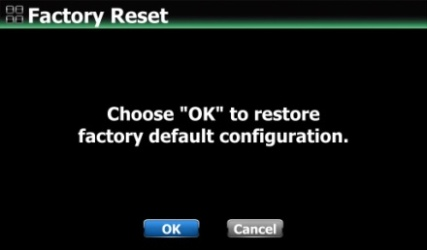 Factory Reset
Choose "OK" to restore
factory default configuration.
OK
Cancel